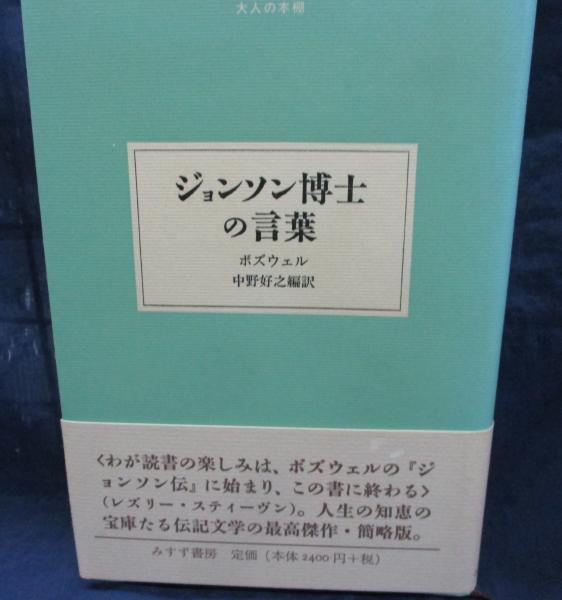 大人の本棚
ジョンソン博士
の言葉
ボズウェル
中野好之編訳
〈わが読書の楽しみは、ボズウェルの『ジ
ョンソン伝』に始まり、この書に終わる〉
(レズリー・スティーヴン)。人生の知恵の
宝庫たる伝記文学の最高傑作・簡略版。
みすず書房 定価(本体2400円+税)